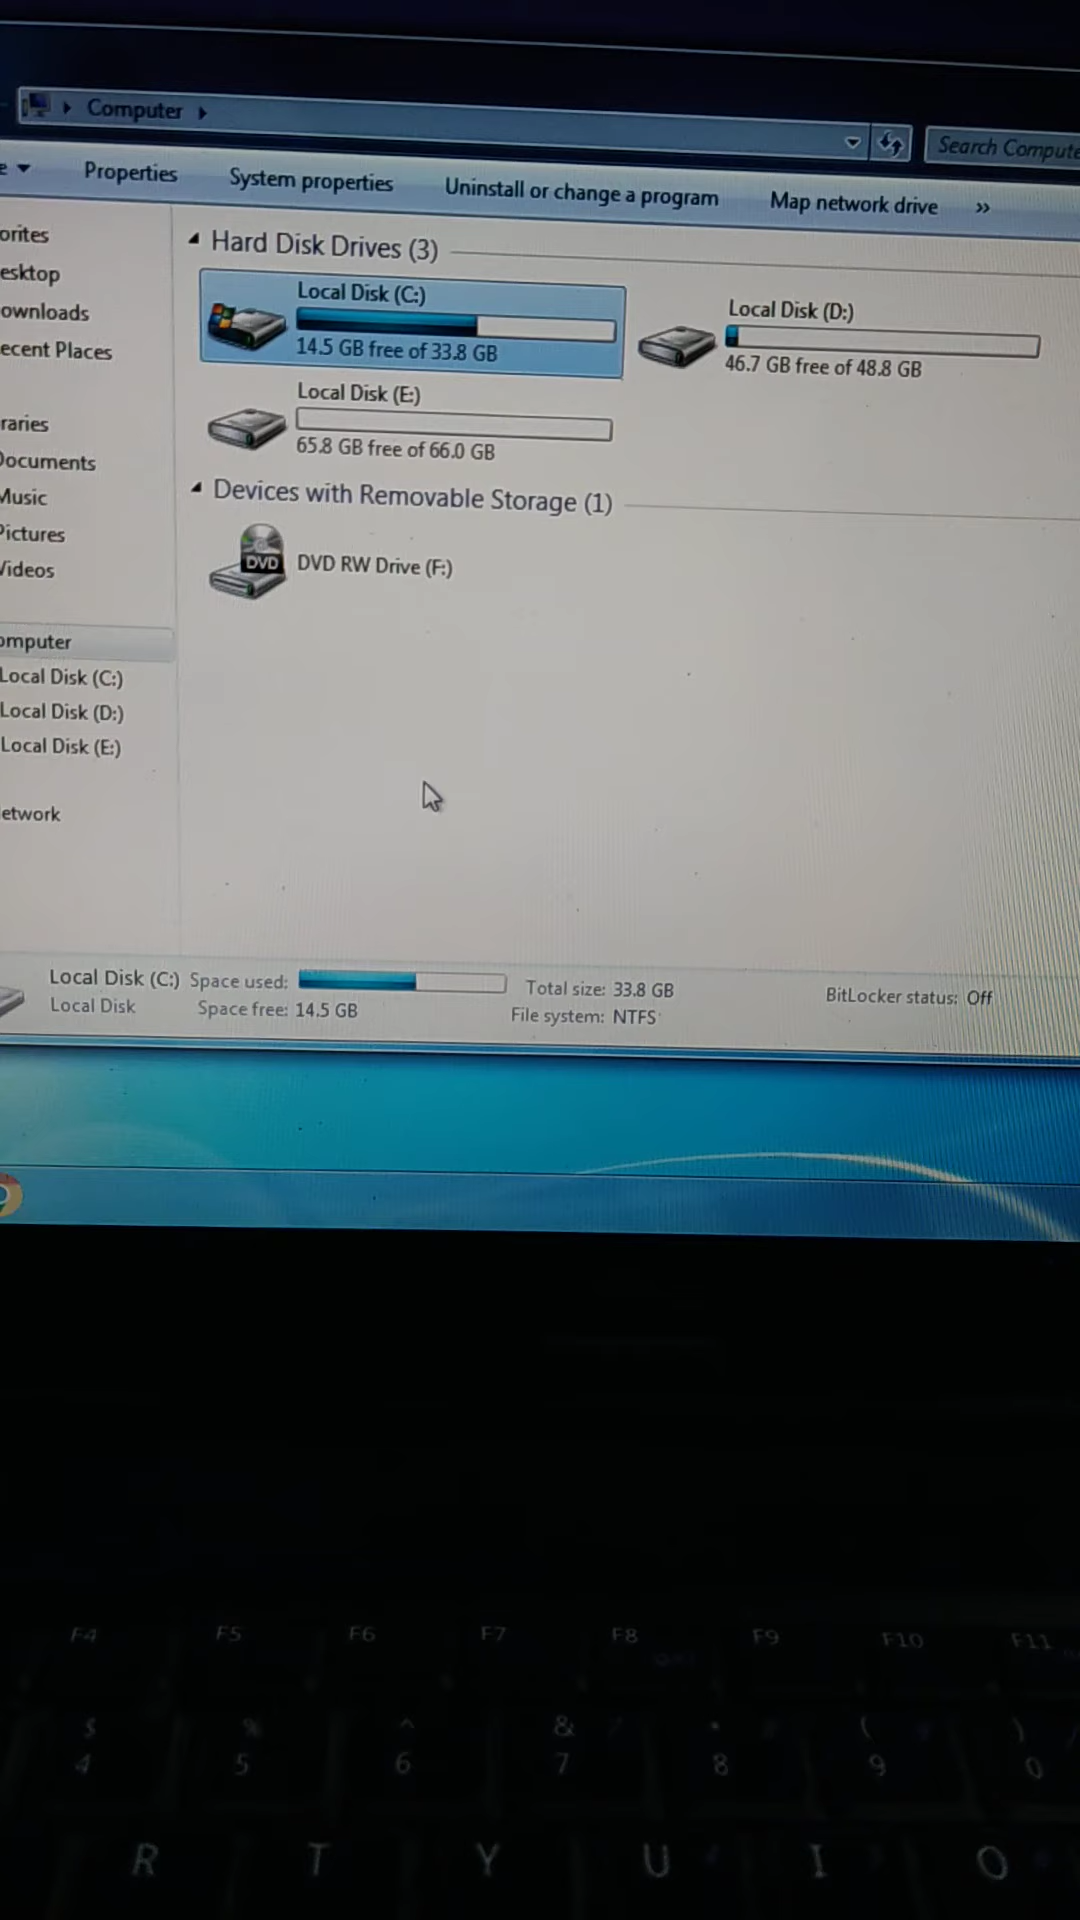 Computer
Search Compute
Properties System properties Uninstall or change a program Map network drive »
orites
esktop
ownloads
ecent Places
raries
Documents
Music
Pictures
Videos
omputer
Local Disk (C:)
Local Disk (D:)
Local Disk (E:)
etwork
Hard Disk Drives (3)
Local Disk (C:)
14.5 GB free of 33.8 GB
Local Disk (D:)
46.7 GB free of 48.8 GB
Local Disk (E:)
65.8 GB free of 66.0 GB
Devices with Removable Storage (1)
DVD
DVD RW Drive (F:)
Local Disk (C:) Space used: Total size: 33.8 GB BitLocker status: Off
Local Disk Space free: 14.5 GB File system: NTFS
F4 F5 F6 F7 F8 F9 F10 F11
$ % ^ & * ( )
4 5 6 7 8 9 0
R T Y U I O